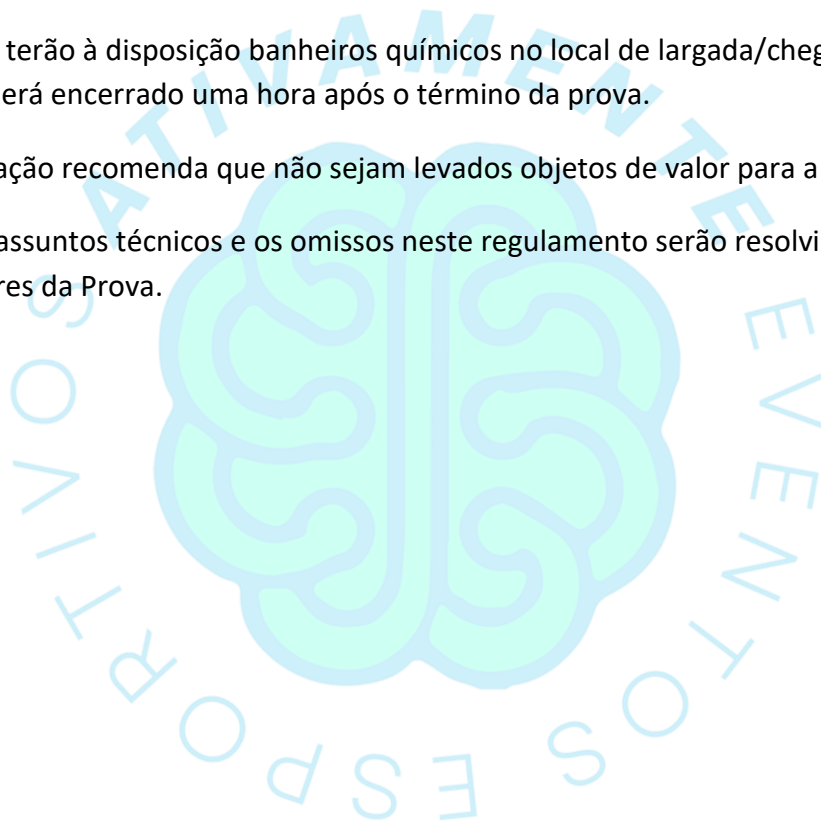 terão à disposição banheiros químicos no local de largada/cheg
erá encerrado uma hora após o término da prova.
ação recomenda que não sejam levados objetos de valor para a
assuntos técnicos e os omissos neste regulamento serão resolvi
res da Prova.
ATIVAMENTE
EVENTOS ESPORTIVOS